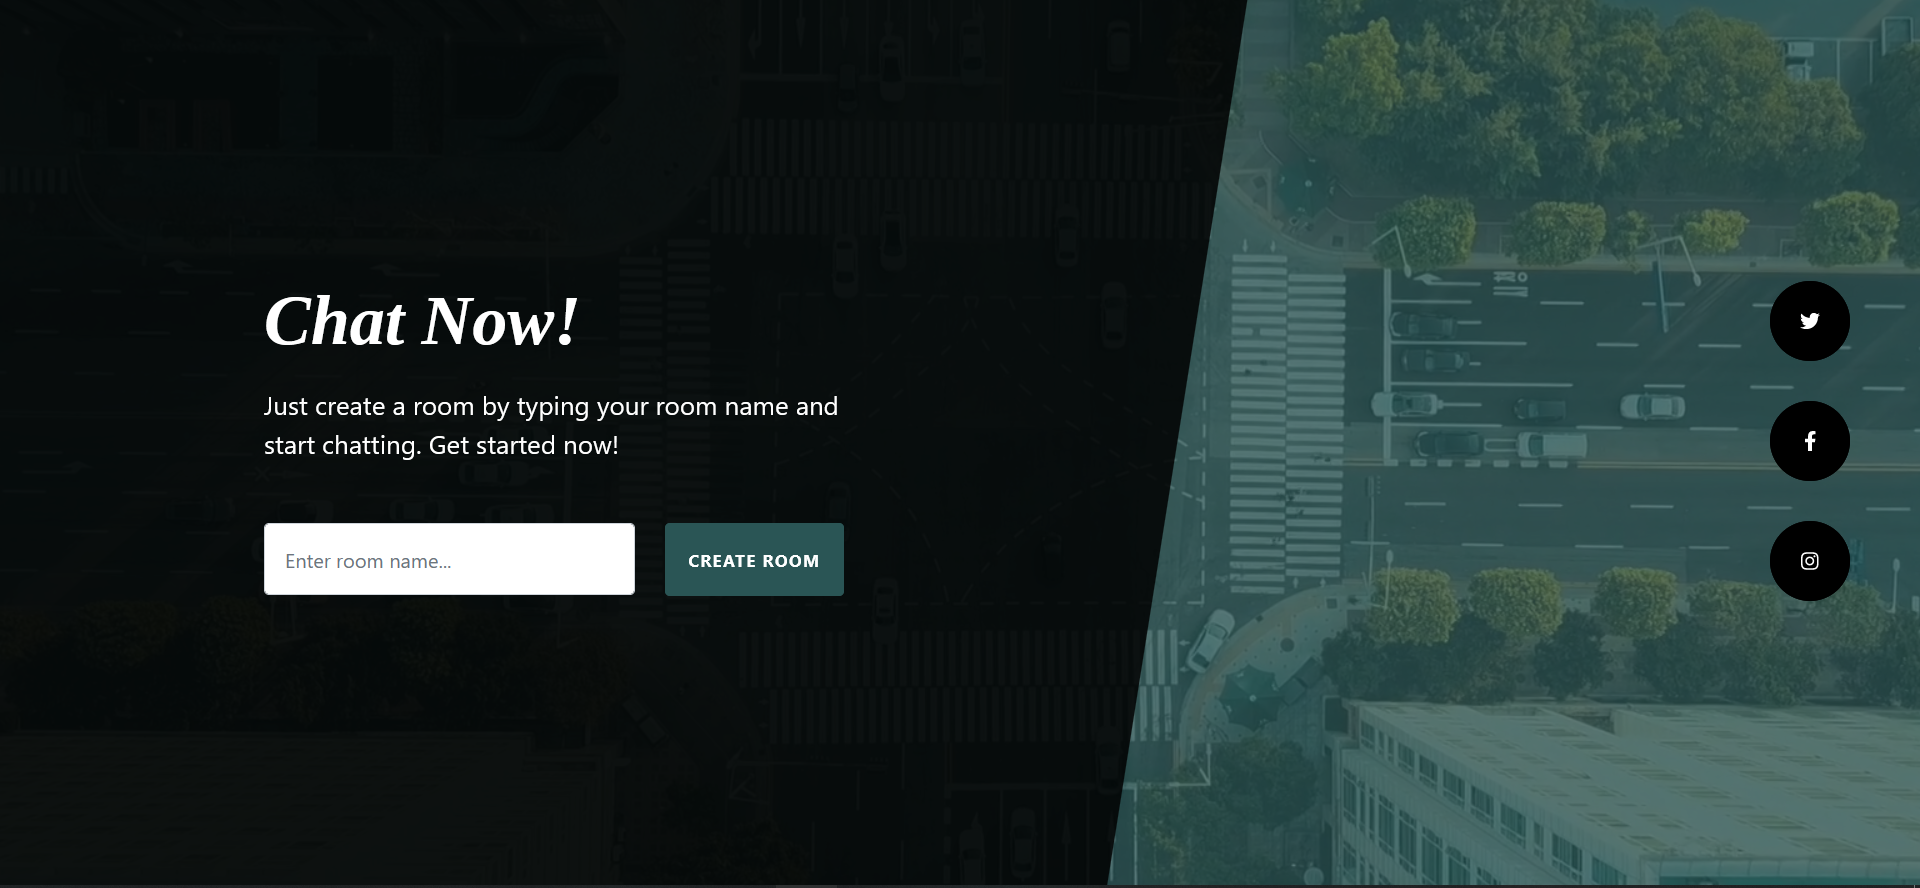 Chat Now!
Just create a room by typing your room name and
start chatting. Get started now!
Enter room name...
CREATE ROOM